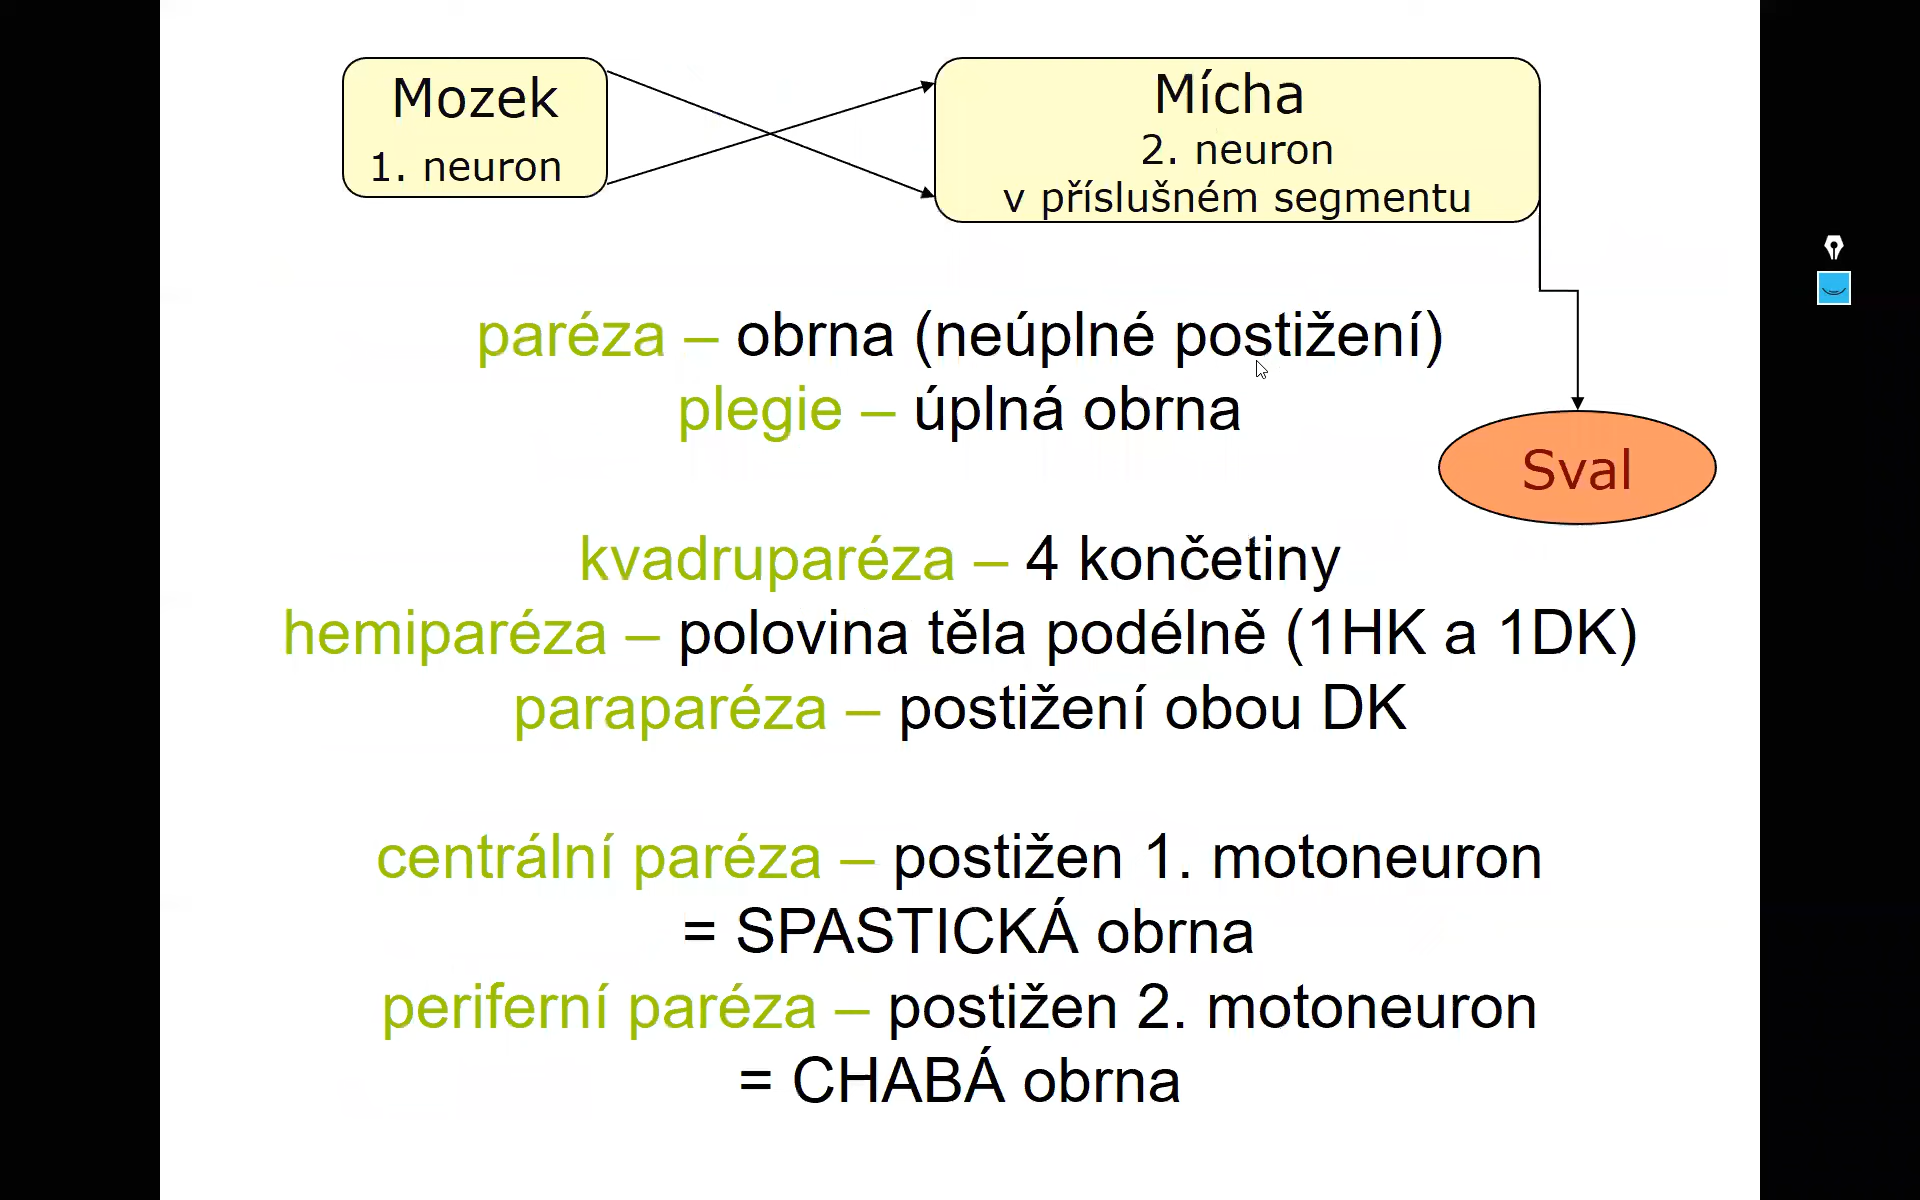 Mozek
1. neuron
Mícha
2. neuron
v příslušném segmentu
paréza – obrna (neúplné postižení)
plegie – úplná obrna
Sval
kvadruparéza – 4 končetiny
hemiparéza – polovina těla podélně (1HK a 1DK)
paraparéza – postižení obou DK
centrální paréza – postižen 1. motoneuron
= SPASTICKÁ obrna
periferní paréza – postižen 2. motoneuron
= CHABÁ obrna